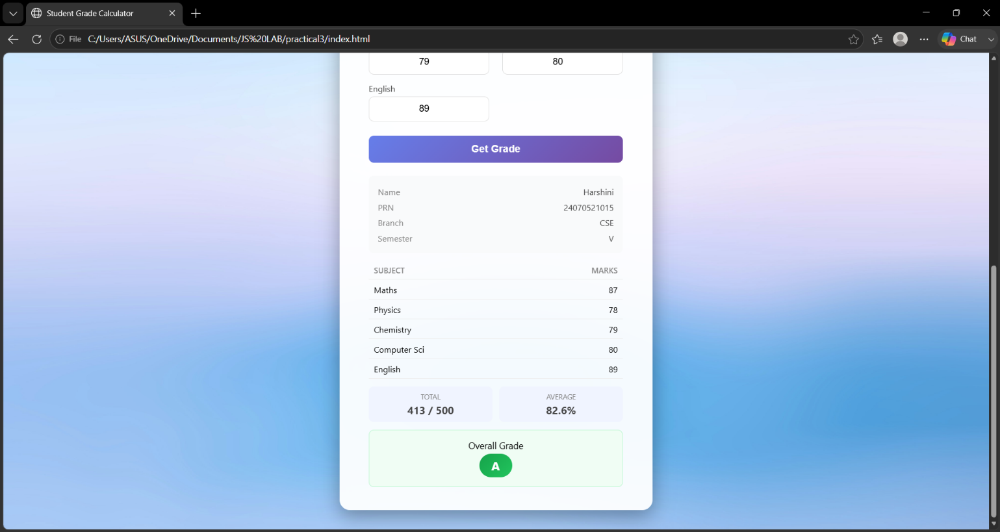 Student Grade Calculator
File C:/Users/ASUS/OneDrive/Documents/JS%20LAB/practical3/index.html
Chat
79 80
English
89
Get Grade
Name Harshini
PRN 24070521015
Branch CSE
Semester V
SUBJECT MARKS
Maths 87
Physics 78
Chemistry 79
Computer Sci 80
English 89
TOTAL AVERAGE
413 / 500 82.6%
Overall Grade
A